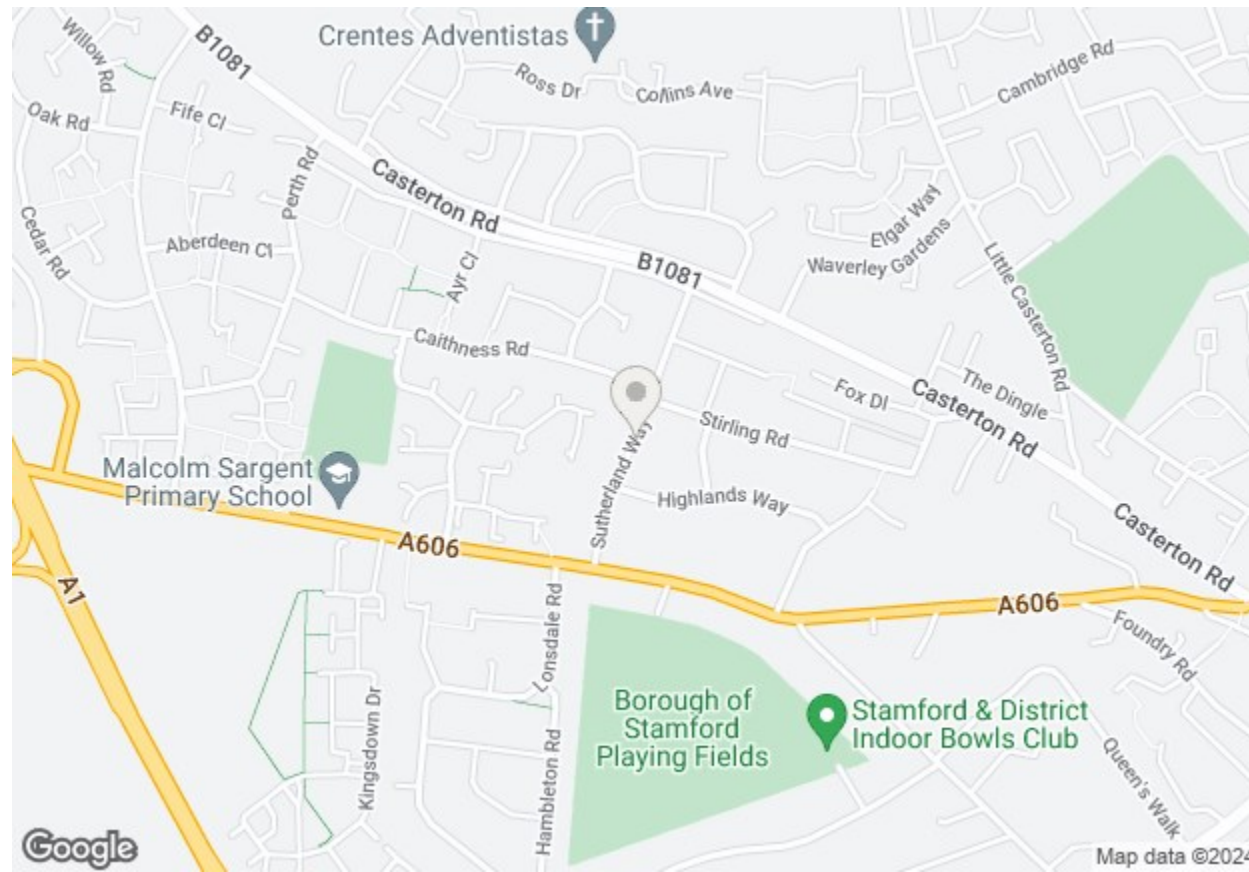 Willow Rd
B1081
Crentes Adventistas
Ross Dr
Collins Ave
Cambridge Rd
Oak Rd
Fife Cl
Perth Rd
Casterton Rd
Cedar Rd
Aberdeen Cl
Ayr Cl
B1081
Elgar Way
Waverley Gardens
Little Casterton Rd
Caithness Rd
Fox Dl
The Dingle
Casterton Rd
Stirling Rd
Sutherland Way
Malcolm Sargent
Primary School
Highlands Way
Casterton Rd
A606
A1
A606
Lonsdale Rd
Foundry Rd
Kingsdown Dr
Borough of
Stamford
Playing Fields
Stamford & District
Indoor Bowls Club
Hambleton Rd
Queen's Walk
Google
Map data ©2024